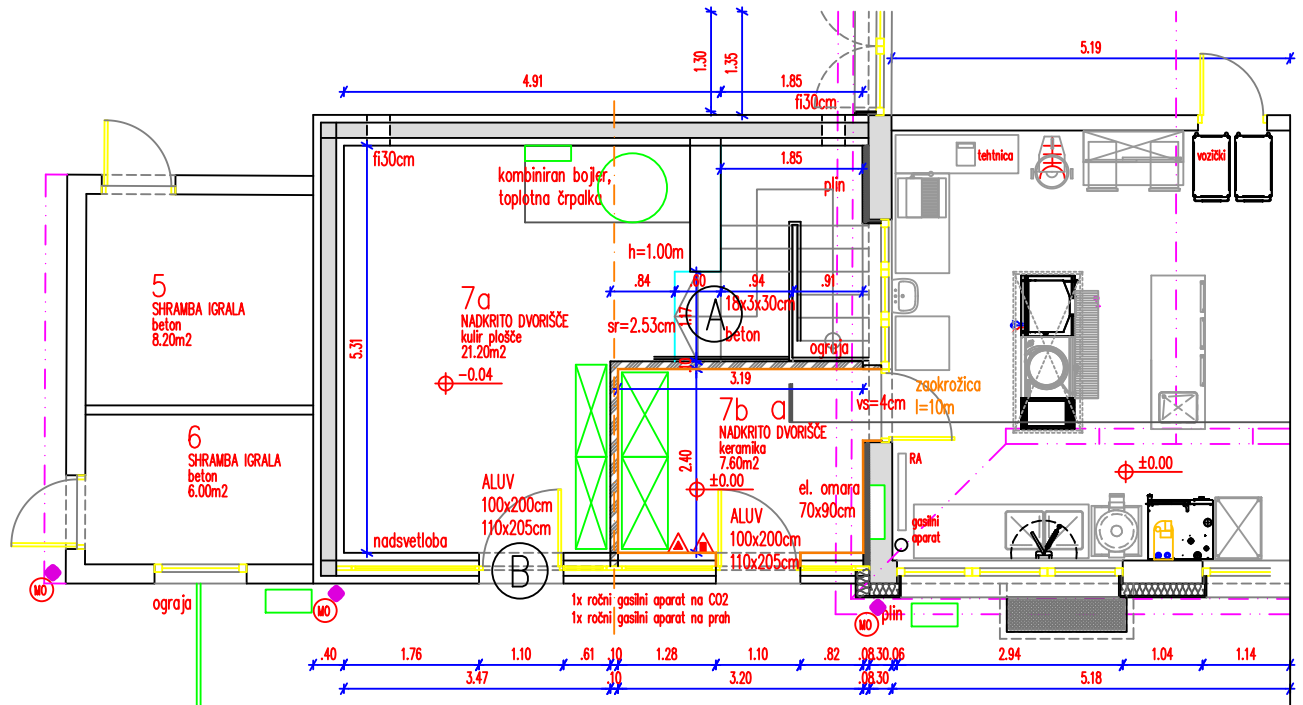 1.30
1.35
5.19
4.91
1.85
fi30cm
fi30cm
1.85
tehtnica
vozički
kombiniran bojler,
toplotna črpalka
plin
h=1.00m
.84
.60
.94
.91
5
SHRAMBA IGRALA
beton
8.20m2
7a
NADKRITO DVORIŠČE
kulir plošče
21.20m2
-0.04
5.31
A
18x3x30cm
beton
sr=2.53cm
ograja
3.19
zaokrožica
l=10m
vs=4cm
7b a
NADKRITO DVORIŠČE
keramika
7.60m2
±0.00
2.40
6
SHRAMBA IGRALA
beton
6.00m2
±0.00
RA
ALUV
100x200cm
110x205cm
el. omara
70x90cm
ALUV
100x200cm
110x205cm
gasilni
aparat
nadsvetloba
B
MO
ograja
MO
1x ročni gasilni aparat na CO2
1x ročni gasilni aparat na prah
MO
plin
.40
1.76
1.10
.61
.10
1.28
1.10
.82
.08
.30
.06
2.94
1.04
1.14
3.47
.10
3.20
.08
.30
5.18